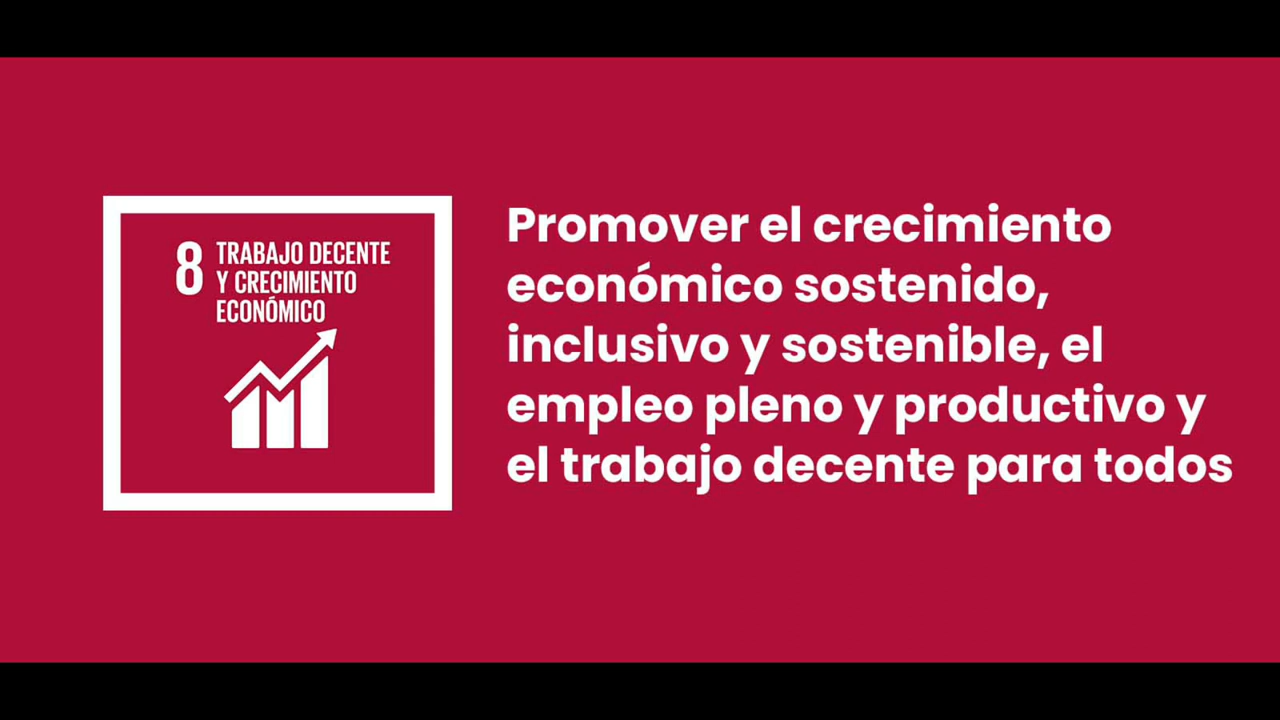 8
TRABAJO DECENTE
Y CRECIMIENTO
ECONÓMICO
Promover el crecimiento
económico sostenido,
inclusivo y sostenible, el
empleo pleno y productivo y
el trabajo decente para todos